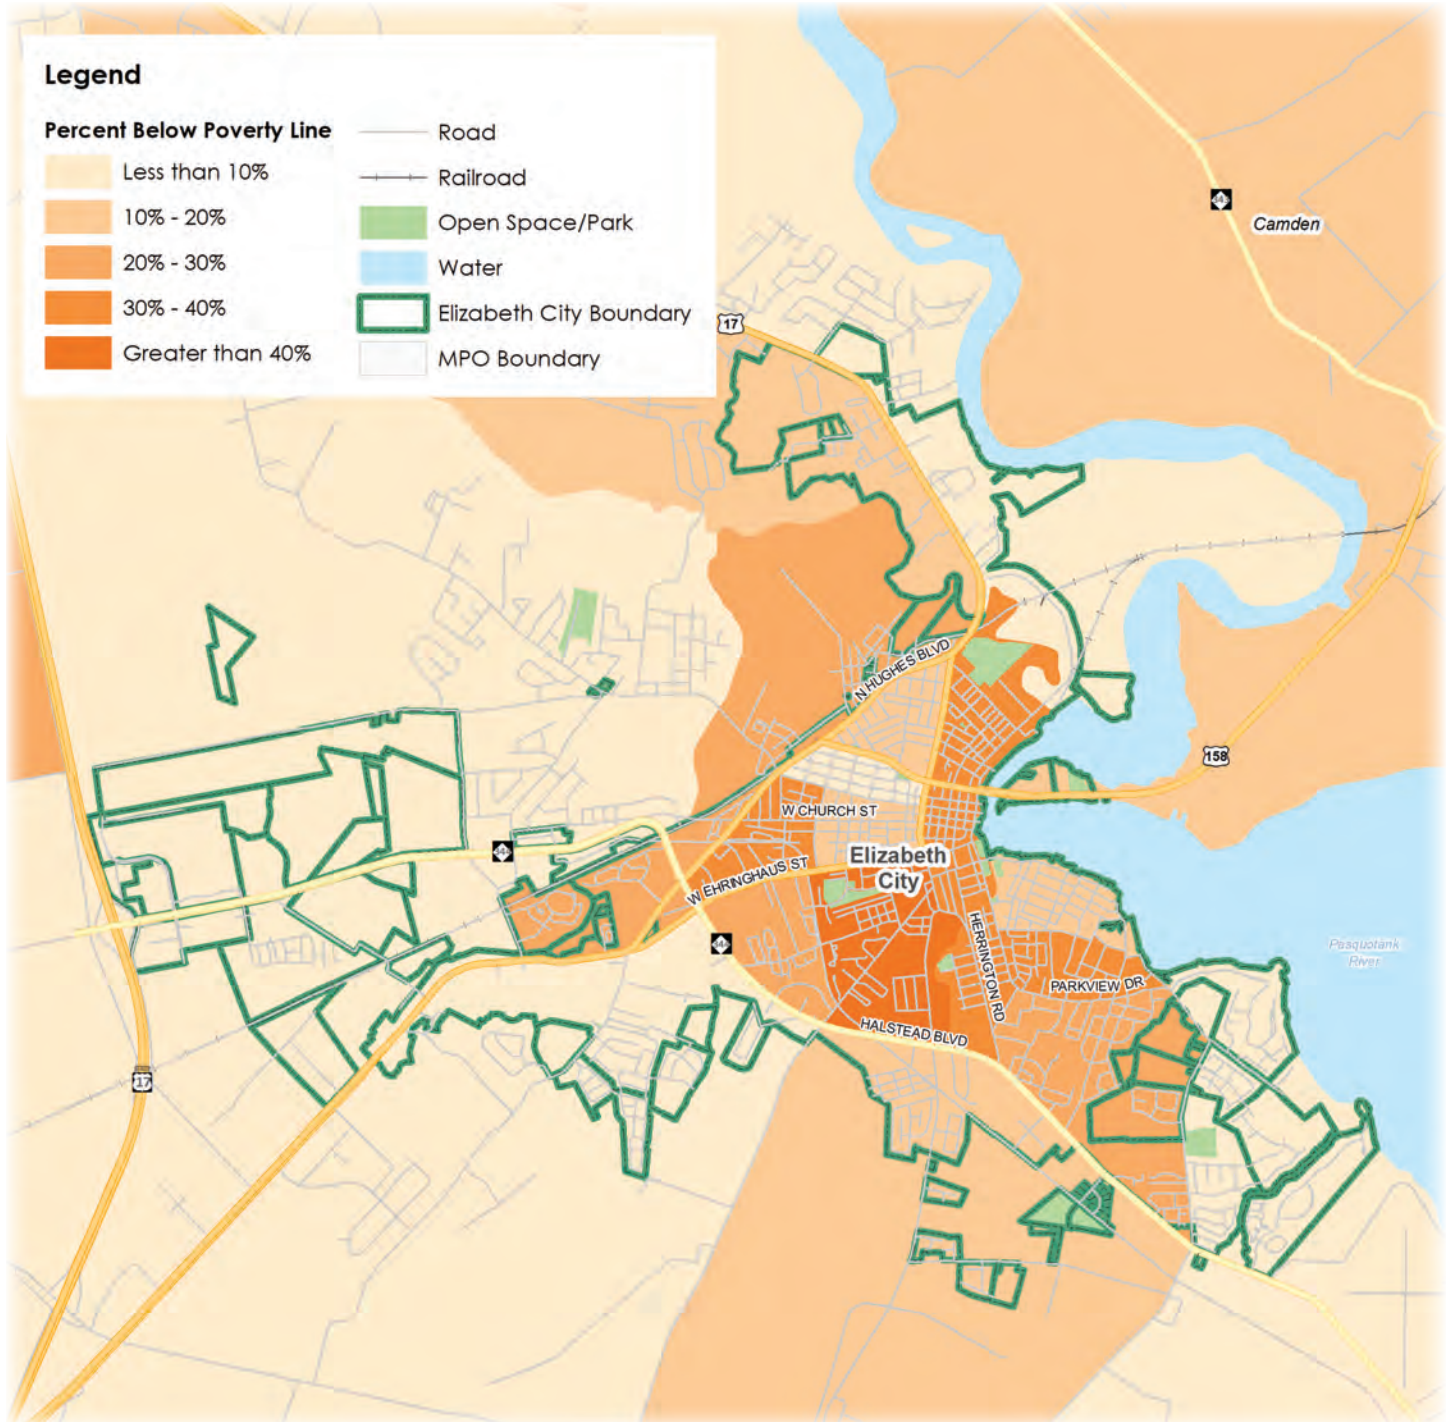 Legend
Percent Below Poverty Line
Less than 10%
10% - 20%
20% - 30%
30% - 40%
Greater than 40%
Road
Railroad
Open Space/Park
Water
Elizabeth City Boundary
MPO Boundary
17
Camden
N HUGHES BLVD
158
W CHURCH ST
Elizabeth
City
W EHRINGHAUS ST
HERRINGTON RD
344
Pasquotank
River
PARKVIEW DR
HALSTEAD BLVD
17